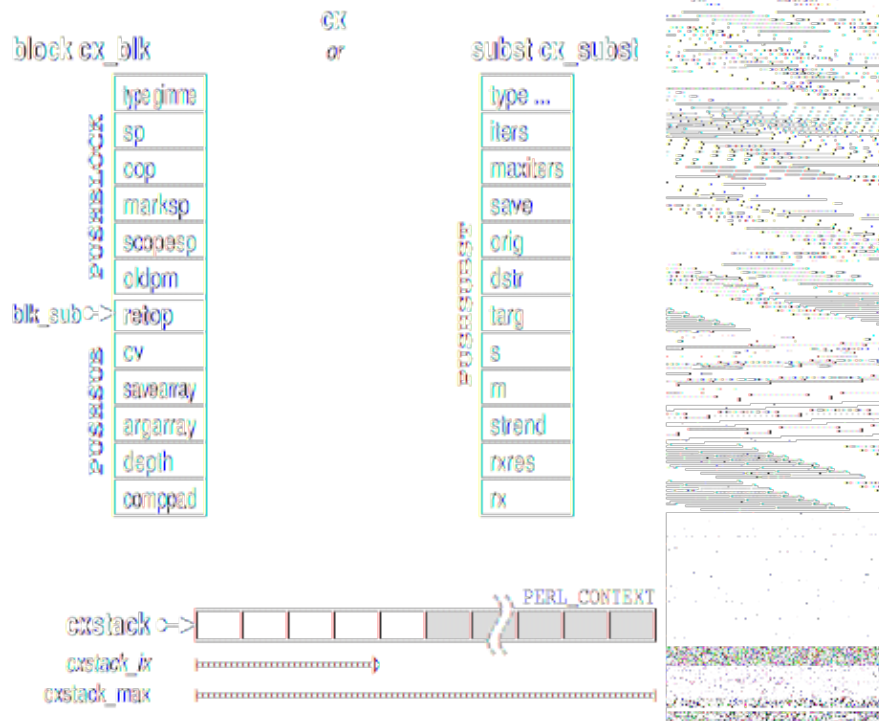 cx
block cx_blk or subst cx_subst
type gimme
sp
oop
marksp
scopesp
oldpm
retop
cv
savearray
argarray
depth
comppad
PUSHBLOCK
blk_sub
PUSHSUB
type ...
iters
maxiters
save
orig
dstr
targ
s
m
strend
rxres
rx
PUSHSUBST
PERL_CONTEXT
cxstack
cxstack_ix
cxstack_max